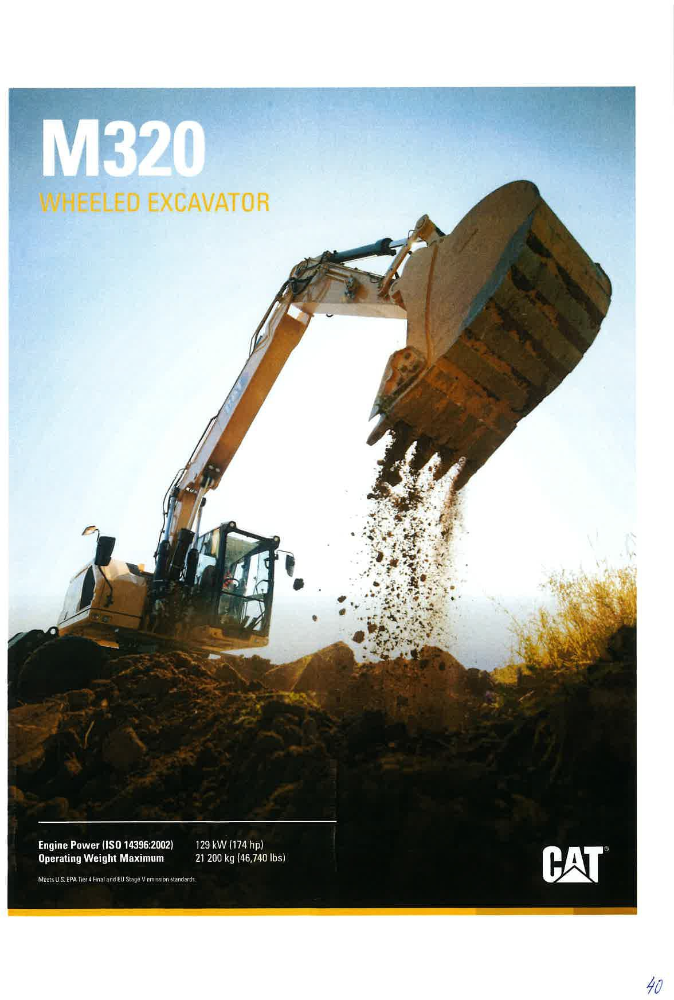 M320
WHEELED EXCAVATOR
CAT
Engine Power (ISO 14396:2002) 129 kW (174 hp)
Operating Weight Maximum 21 200 kg (46,740 lbs)
Meets U.S. EPA Tier 4 Final and EU Stage V emission standards.
CAT®
40